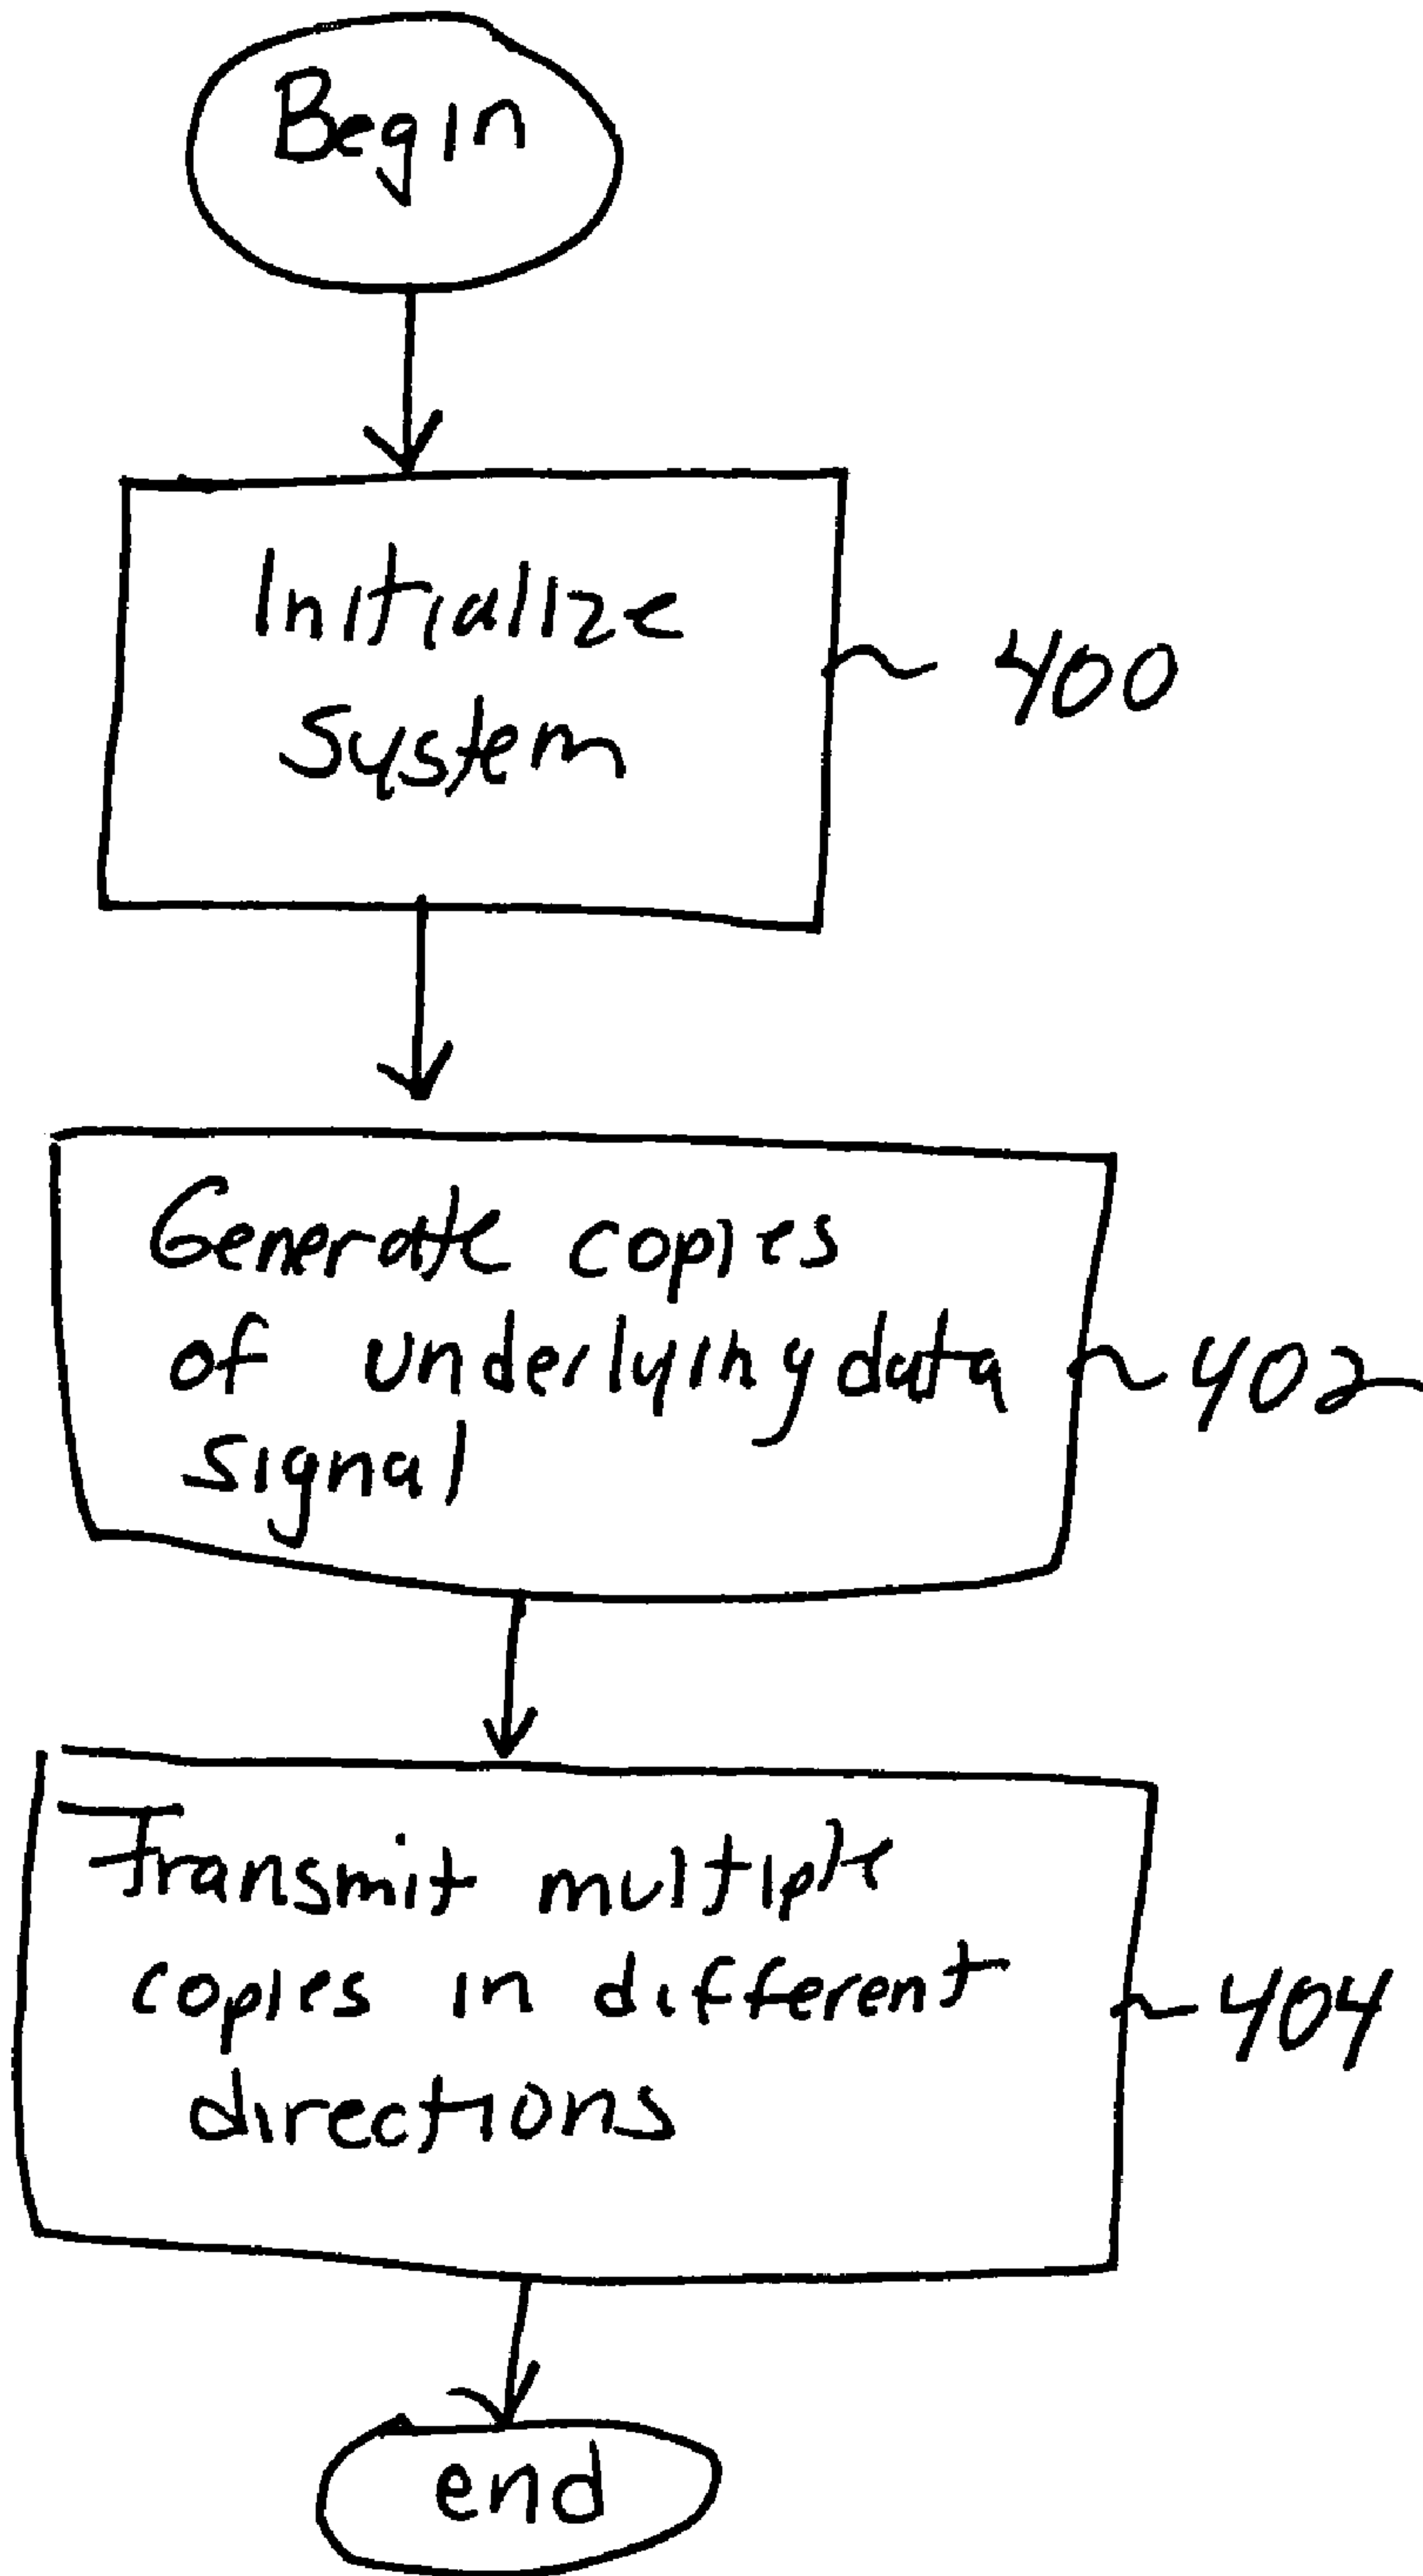 Begin
Initialize
System
400
Generate copies
of underlying data
signal
402
Transmit multiple
copies in different
directions
404
end